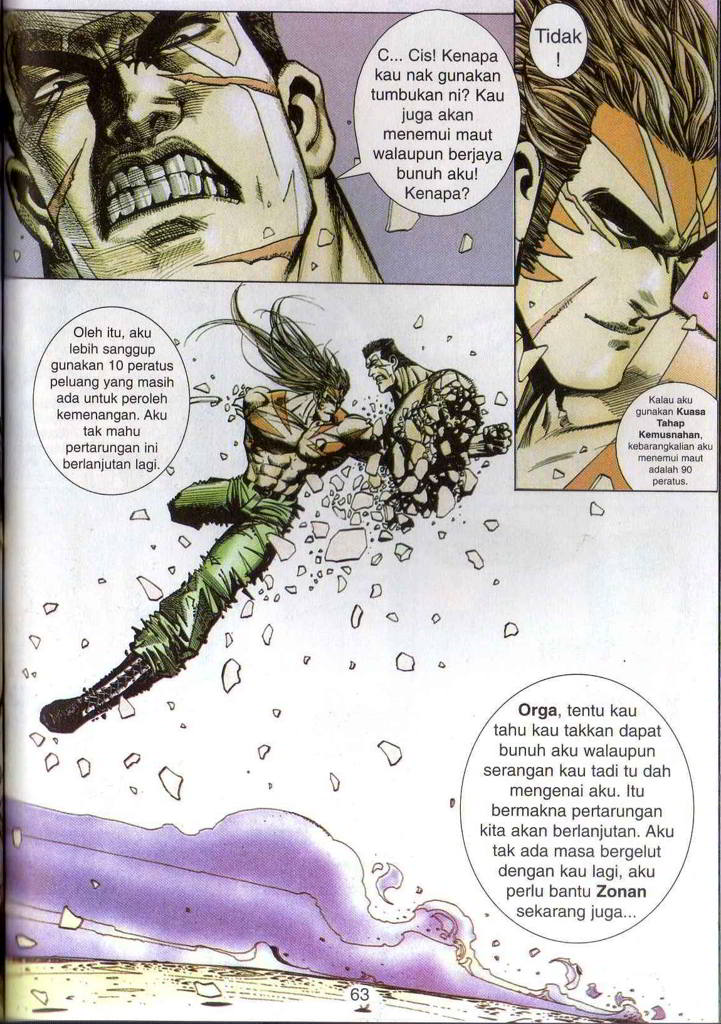 C... Cis! Kenapa
kau nak gunakan
tumbukan ni? Kau
juga akan
menemui maut
walaupun berjaya
bunuh aku!
Kenapa?
Tidak
!
Kalau aku
gunakan Kuasa
Tahap
Kemusnahan,
kebarangkalian aku
menemui maut
adalah 90
peratus.
Oleh itu, aku
lebih sanggup
gunakan 10 peratus
peluang yang masih
ada untuk peroleh
kemenangan. Aku
tak mahu
pertarungan ini
berlanjutan lagi.
Orga, tentu kau
tahu kau takkan dapat
bunuh aku walaupun
serangan kau tadi tu dah
mengenai aku. Itu
bermakna pertarungan
kita akan berlanjutan. Aku
tak ada masa bergelut
dengan kau lagi, aku
perlu bantu Zonan
sekarang juga...
63